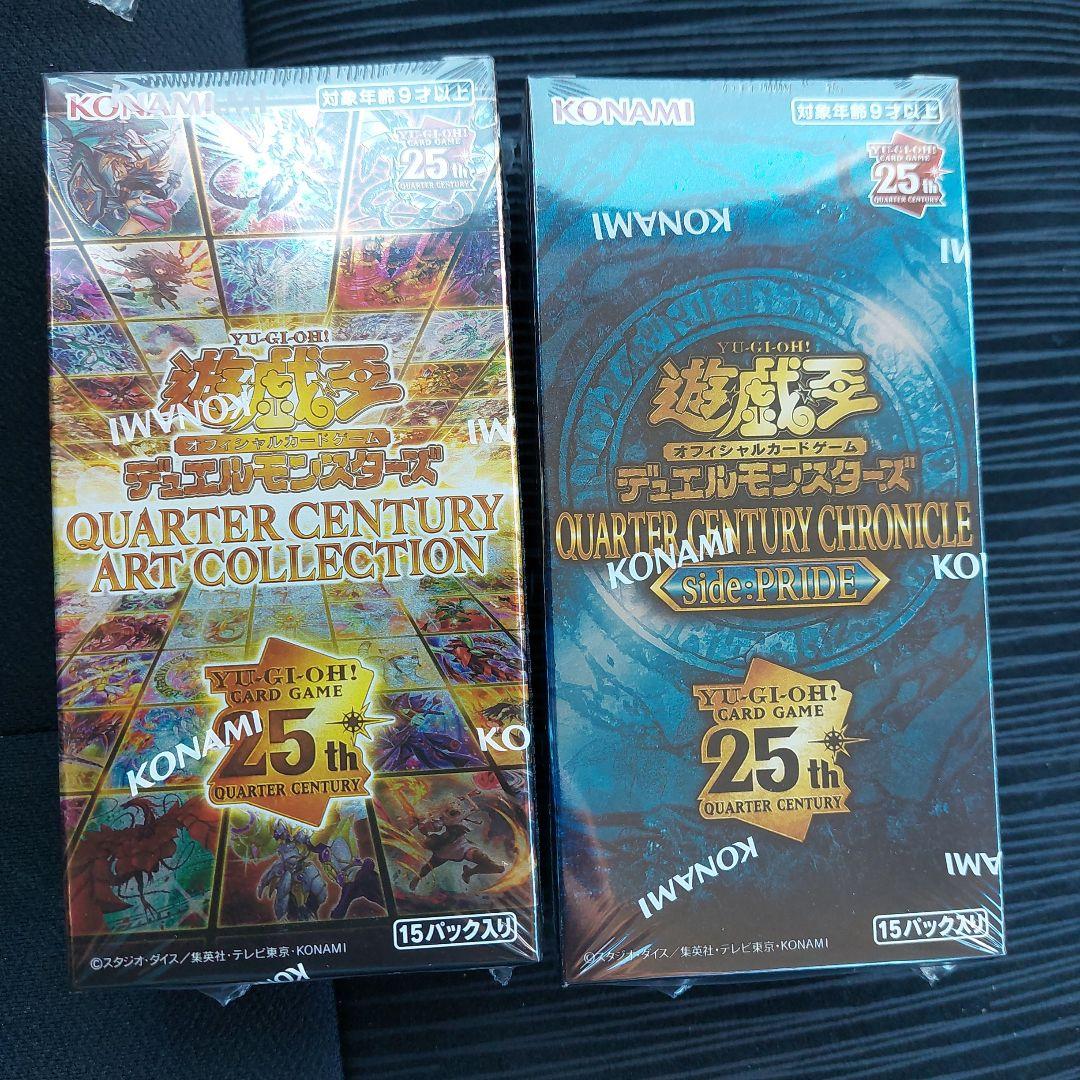 KONAMI
対象年齢9才以上
YU-GI-OH!
CARD GAME
25th
QUARTER CENTURY
YU-GI-OH!
遊戯王
KONAMI
MI
オフィシャルカードゲーム
デュエルモンスターズ
QUARTER CENTURY
ART COLLECTION
YU-GI-OH!
CARD GAME
25th
QUARTER CENTURY
KONAMI
KO
15パック入り
©スタジオ・ダイス/集英社・テレビ東京・KONAMI
KO
KONAMI
対象年齢9才以上
YU-GI-OH!
CARD GAME
25th
QUARTER CENTURY
KONAMI
MI
YU-GI-OH!
遊戯王
オフィシャルカードゲーム
デュエルモンスターズ
QUARTER CENTURY CHRONICLE
KONAMI
KO
side:PRIDE
YU-GI-OH!
CARD GAME
25th
QUARTER CENTURY
KONAMI
MI
15パック入り
©スタジオ・ダイス/集英社・テレビ東京・KONAMI